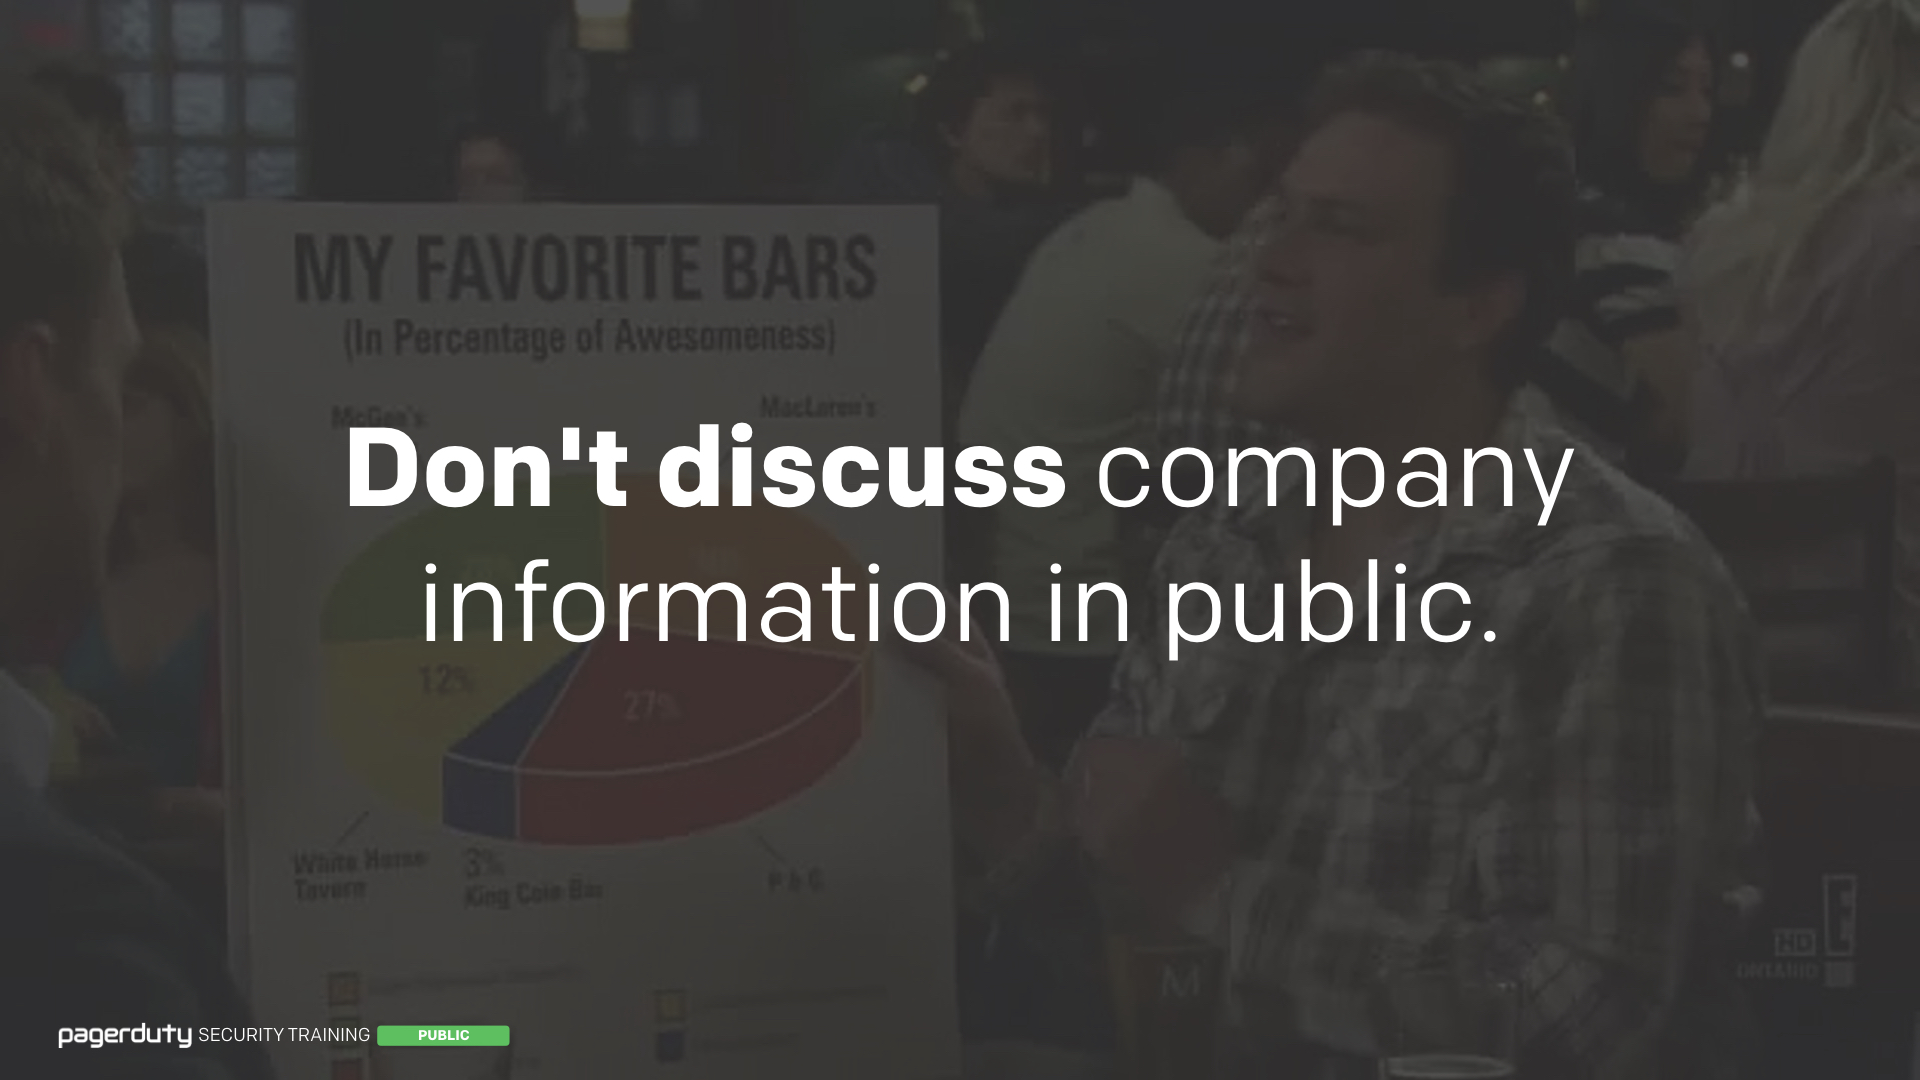 MY FAVORITE BARS
(In Percentage of Awesomeness)
McGee's
MacLaren's
Don't discuss company
information in public.
12%
27%
White Horse
Tavern
3%
King Cole Bar
P & G
M
HD
ONTARIO
pagerduty SECURITY TRAINING PUBLIC